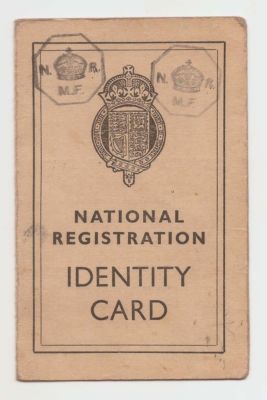 N. R.
M.F.
N. R.
M.F.
NATIONAL
REGISTRATION
IDENTITY
CARD